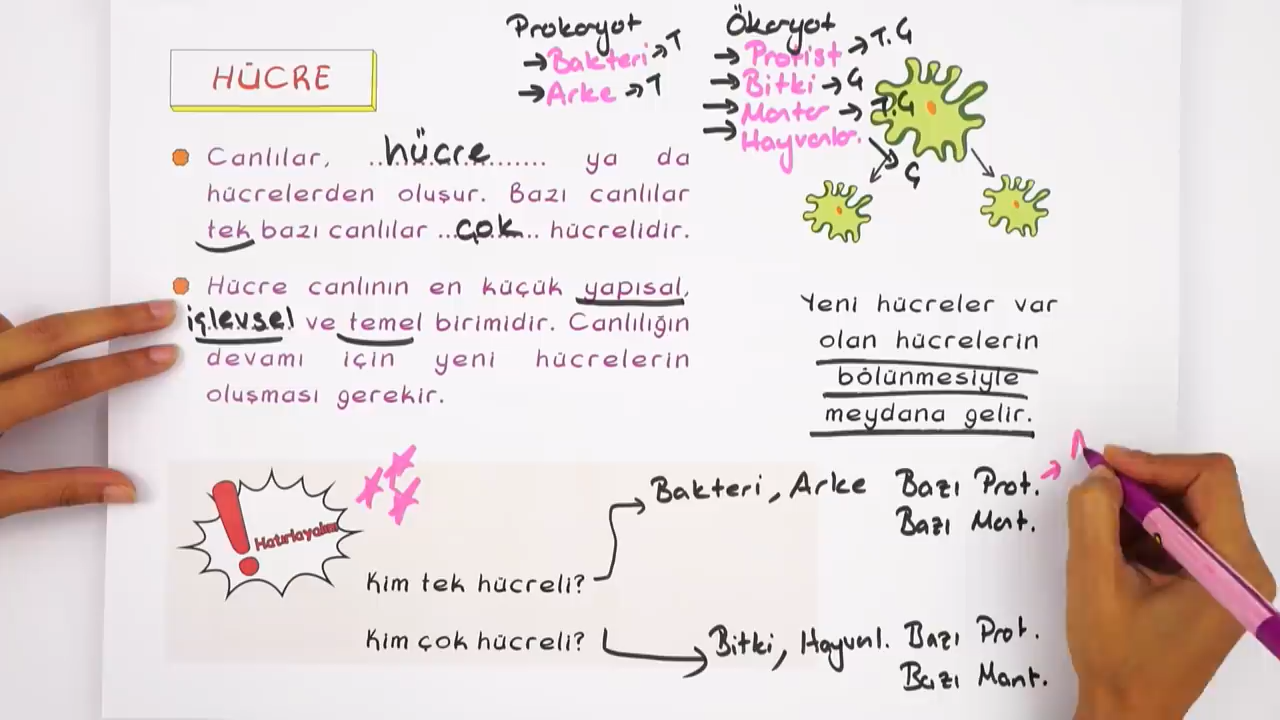 Prokaryot
→Bakteri→T
→Arke→T
Ökaryot
→Protist→T.Ç
→Bitki→Ç
→Mantar→T.Ç
→Hayvanlar.
Ç
HÜCRE
Canlılar, ..hücre....... ya da
hücrelerden oluşur. Bazı canlılar
tek bazı canlılar ...çok... hücrelidir.
Hücre canlının en küçük yapısal,
işlevsel ve temel birimidir. Canlılığın
devamı için yeni hücrelerin
oluşması gerekir.
Yeni hücreler var
olan hücrelerin
bölünmesiyle
meydana gelir.
Hatırlayalım
Bakteri, Arke Bazı Prot.→
Bazı Mant.
Kim tek hücreli?
Kim çok hücreli?
Bitki, Hayvanl. Bazı Prot.
Bazı Mant.